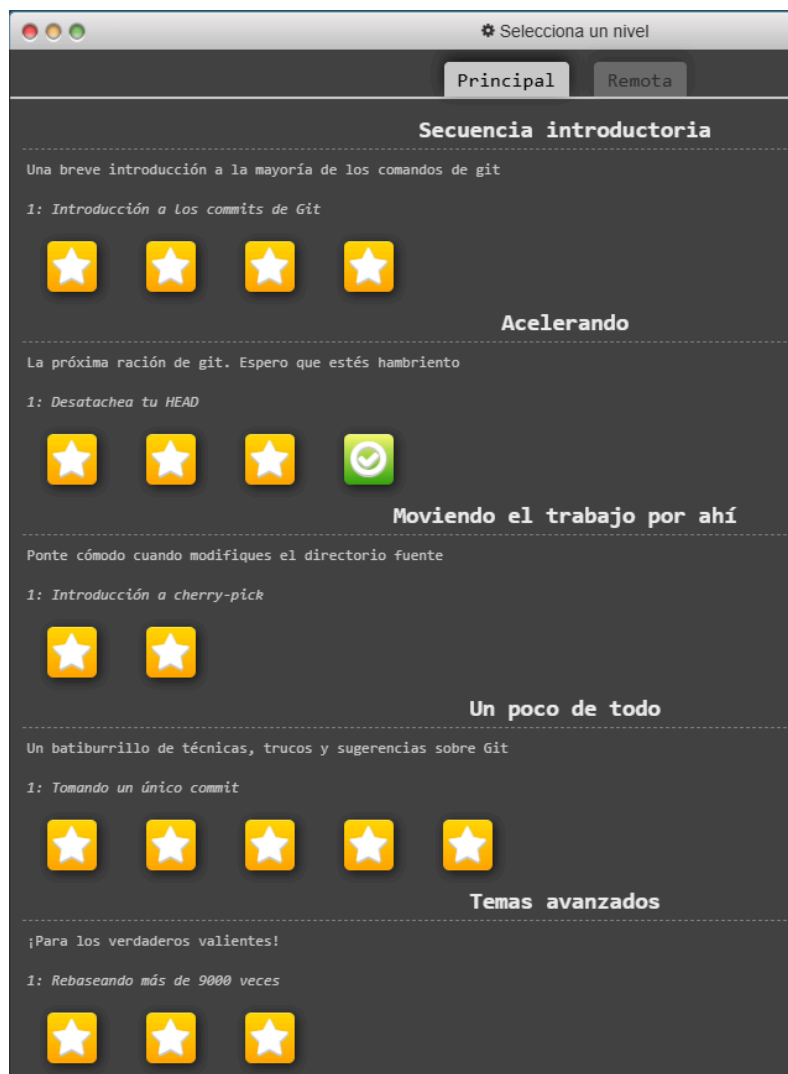 Selecciona un nivel
Principal
Remota
Secuencia introductoria
Una breve introducción a la mayoría de los comandos de git
1: Introducción a los commits de Git
Acelerando
La próxima ración de git. Espero que estés hambriento
1: Desatachea tu HEAD
Moviendo el trabajo por ahí
Ponte cómodo cuando modifiques el directorio fuente
1: Introducción a cherry-pick
Un poco de todo
Un batiburrillo de técnicas, trucos y sugerencias sobre Git
1: Tomando un único commit
Temas avanzados
¡Para los verdaderos valientes!
1: Rebaseando más de 9000 veces